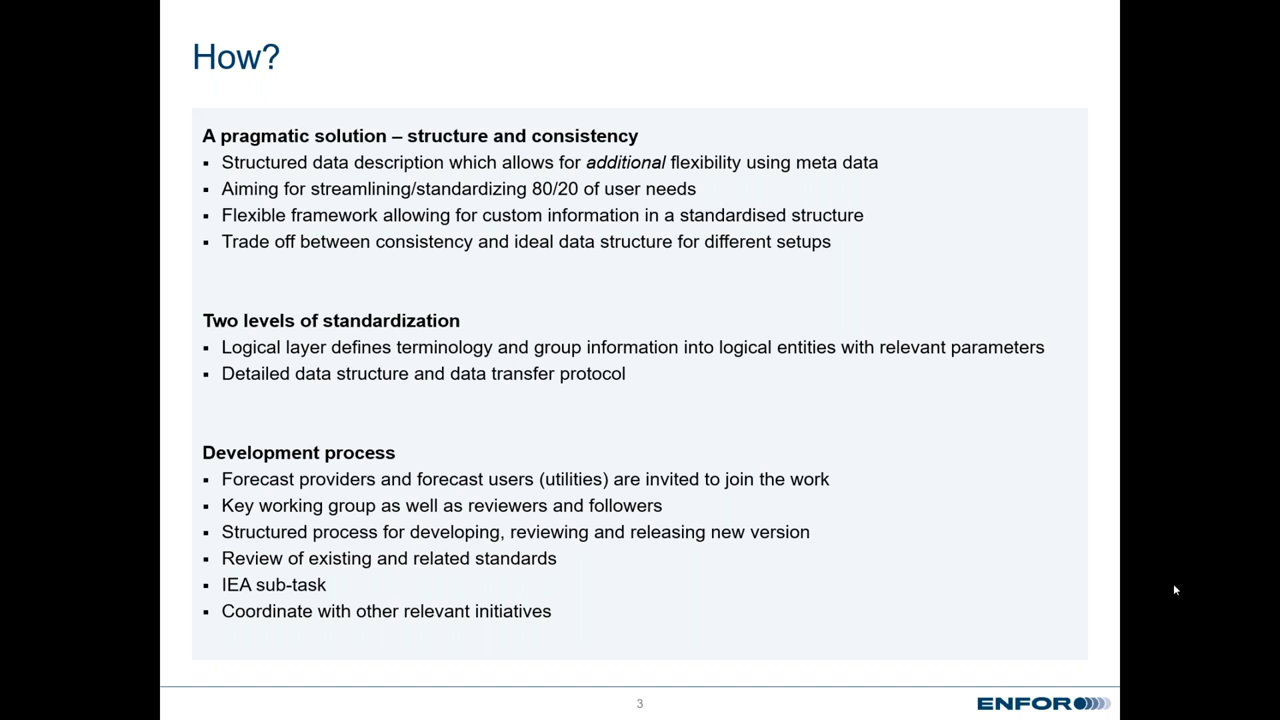 How?
A pragmatic solution – structure and consistency
▪ Structured data description which allows for additional flexibility using meta data
▪ Aiming for streamlining/standardizing 80/20 of user needs
▪ Flexible framework allowing for custom information in a standardised structure
▪ Trade off between consistency and ideal data structure for different setups
Two levels of standardization
▪ Logical layer defines terminology and group information into logical entities with relevant parameters
▪ Detailed data structure and data transfer protocol
Development process
▪ Forecast providers and forecast users (utilities) are invited to join the work
▪ Key working group as well as reviewers and followers
▪ Structured process for developing, reviewing and releasing new version
▪ Review of existing and related standards
▪ IEA sub-task
▪ Coordinate with other relevant initiatives
3
ENFOR